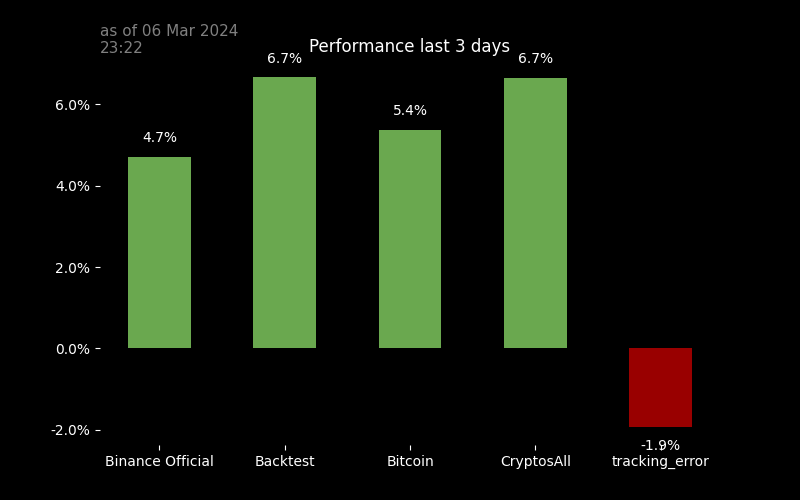 as of 06 Mar 2024
23:22
Performance last 3 days
6.7%
6.7%
5.4%
4.7%
6.0%
4.0%
2.0%
0.0%
-2.0%
-1.9%
Binance Official
Backtest
Bitcoin
CryptosAll
tracking_error